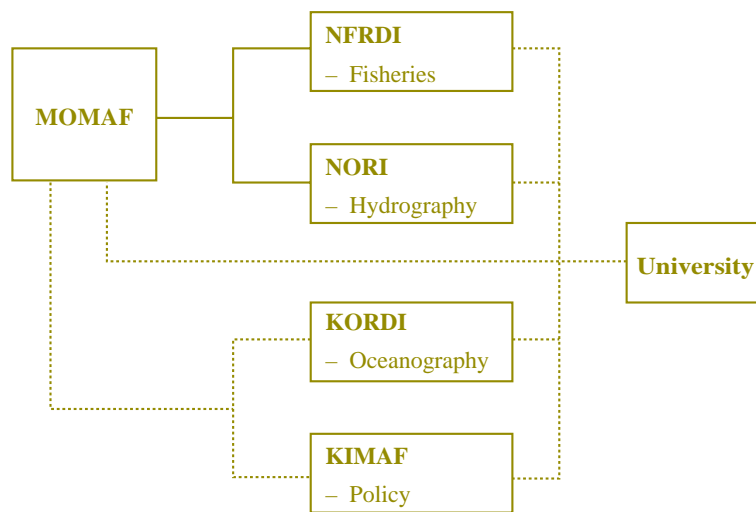 NFRDI
– Fisheries
MOMAF
NORI
– Hydrography
University
KORDI
– Oceanography
KIMAF
– Policy